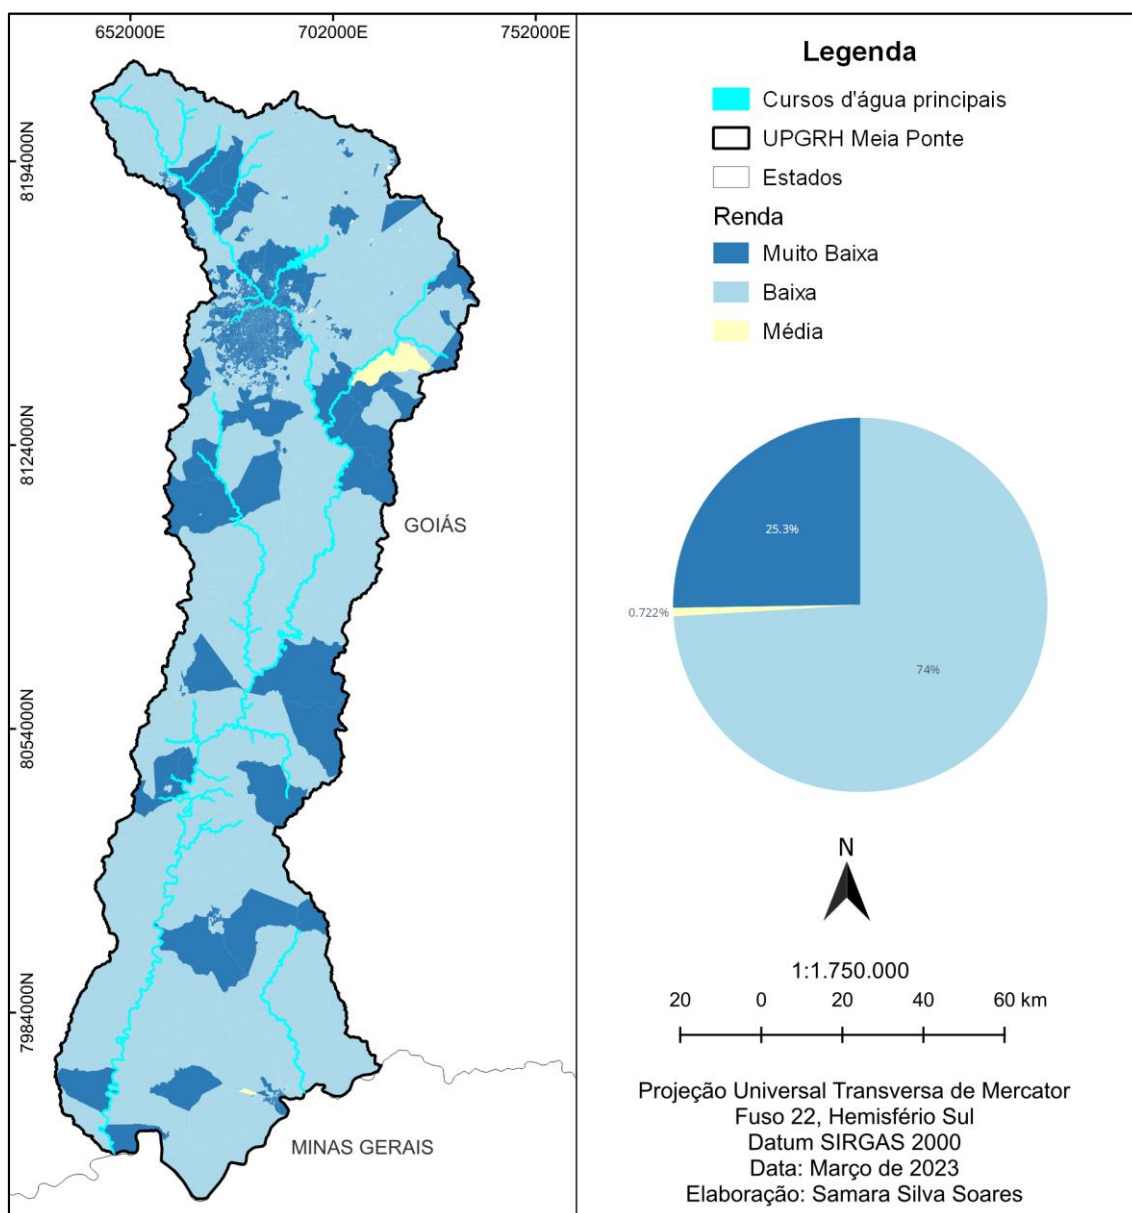 652000E
702000E
752000E
8194000N
8124000N
8054000N
7984000N
GOIÁS
MINAS GERAIS
Legenda
Cursos d'água principais
UPGRH Meia Ponte
Estados
Renda
Muito Baixa
Baixa
Média
25.3%
0.722%
74%
N
1:1.750.000
20 0 20 40 60 km
Projeção Universal Transversa de Mercator
Fuso 22, Hemisfério Sul
Datum SIRGAS 2000
Data: Março de 2023
Elaboração: Samara Silva Soares